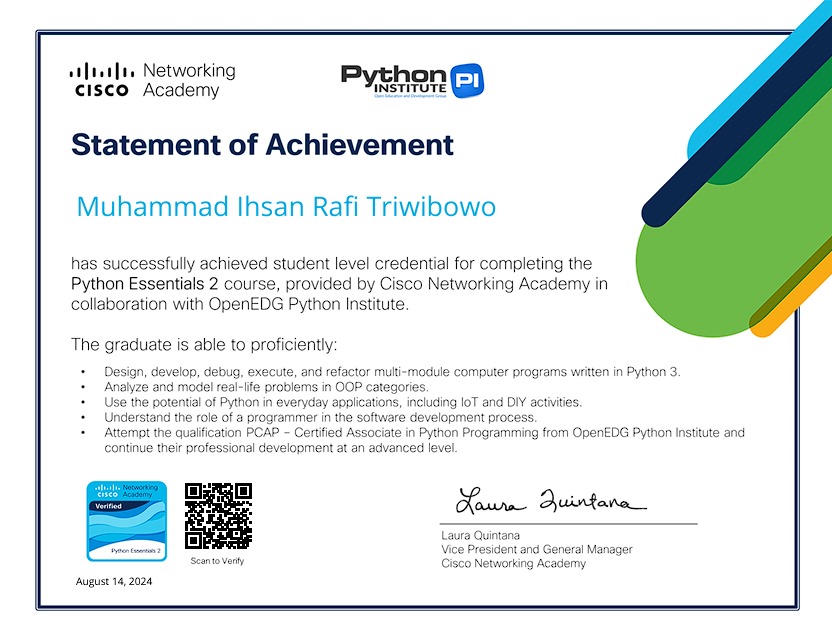 CISCO Networking Academy
Python INSTITUTE PI
Open Education and Development Group
Statement of Achievement
Muhammad Ihsan Rafi Triwibowo
has successfully achieved student level credential for completing the
Python Essentials 2 course, provided by Cisco Networking Academy in
collaboration with OpenEDG Python Institute.
The graduate is able to proficiently:
• Design, develop, debug, execute, and refactor multi-module computer programs written in Python 3.
• Analyze and model real-life problems in OOP categories.
• Use the potential of Python in everyday applications, including IoT and DIY activities.
• Understand the role of a programmer in the software development process.
• Attempt the qualification PCAP – Certified Associate in Python Programming from OpenEDG Python Institute and
continue their professional development at an advanced level.
CISCO Networking Academy
Verified
Python Essentials 2
Scan to Verify
August 14, 2024
Laura Quintana
Laura Quintana
Vice President and General Manager
Cisco Networking Academy